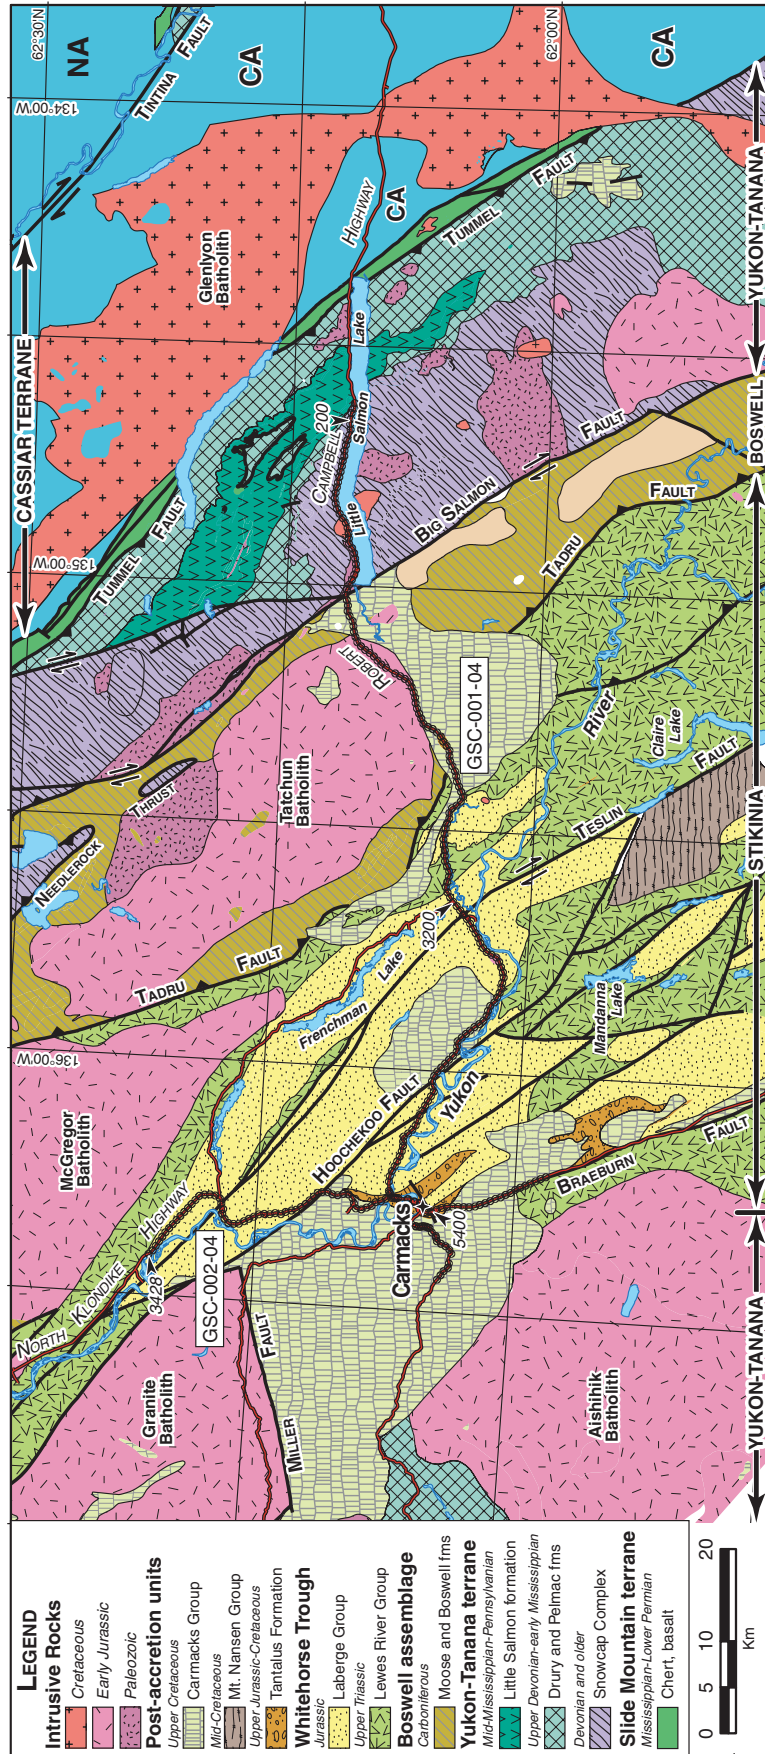 LEGEND
Intrusive Rocks
Cretaceous
Early Jurassic
Paleozoic
Post-accretion units
Upper Cretaceous
Carmacks Group
Mid-Cretaceous
Mt. Nansen Group
Upper Jurassic-Cretaceous
Tantalus Formation
Whitehorse Trough
Jurassic
Laberge Group
Upper Triassic
Lewes River Group
Boswell assemblage
Carboniferous
Moose and Boswell fms
Yukon-Tanana terrane
Mid-Mississippian-Pennsylvanian
Little Salmon formation
Upper Devonian-early Mississippian
Drury and Pelmac fms
Devonian and older
Snowcap Complex
Slide Mountain terrane
Mississippian-Lower Permian
Chert, basalt
0 5 10 20
Km
CASSIAR TERRANE
62°30'N
NA
CA
TINTINA FAULT
134°00'W
135°00'W
136°00'W
62°00'N
CA
CA
Glenlyon
Batholith
HIGHWAY
TUMMEL FAULT
TUMMEL FAULT
Little Salmon Lake
CAMPBELL
200
ROBERT
BIG SALMON FAULT
TADRU FAULT
NEEDLEROCK
THRUST
Tatchun
Batholith
GSC-001-04
River
Claire
Lake
TESLIN FAULT
TADRU FAULT
Frenchman Lake
3200
McGregor
Batholith
HOOCHEKOO FAULT
Yukon
Mandanna
Lake
BRAEBURN FAULT
NORTH KLONDIKE HIGHWAY
3428
GSC-002-04
Carmacks
5400
Granite
Batholith
MILLER FAULT
Aishihik
Batholith
YUKON-TANANA
STIKINIA
BOSWELL
YUKON-TANANA